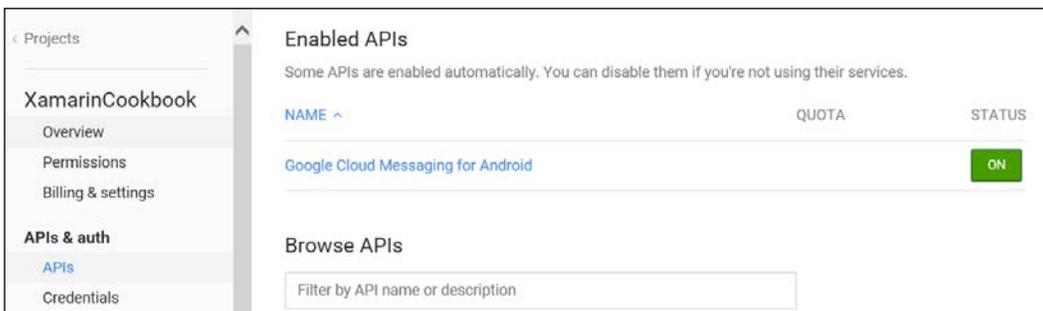 < Projects
XamarinCookbook
Overview
Permissions
Billing & settings
APIs & auth
APIs
Credentials
Enabled APIs
Some APIs are enabled automatically. You can disable them if you're not using their services.
NAME QUOTA STATUS
Google Cloud Messaging for Android ON
Browse APIs
Filter by API name or description